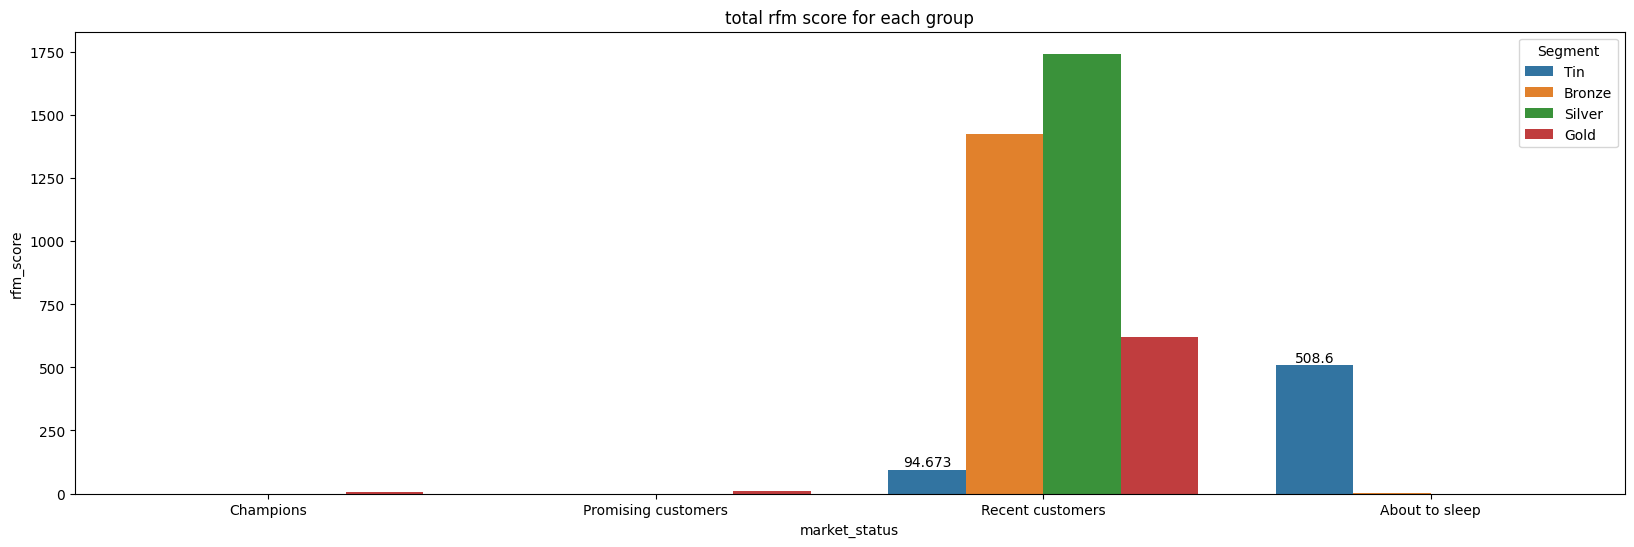 total rfm score for each group
1750
1500
1250
1000
750
500
250
0
rfm_score
Segment
Tin
Bronze
Silver
Gold
94.673
508.6
Champions
Promising customers
Recent customers
About to sleep
market_status